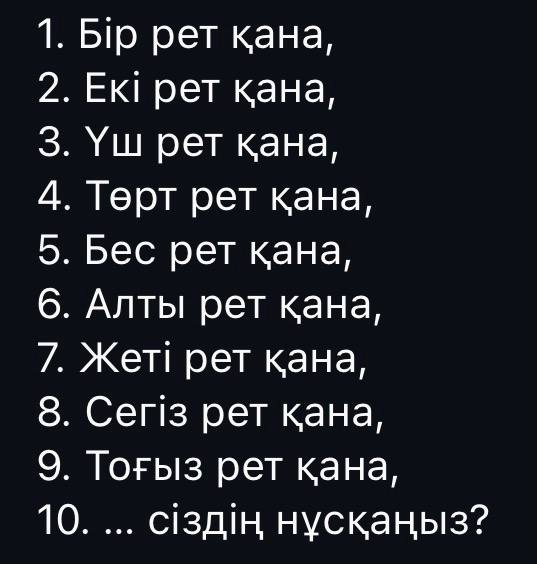 1. Бір рет қана,
2. Екі рет қана,
3. Үш рет қана,
4. Төрт рет қана,
5. Бес рет қана,
6. Алты рет қана,
7. Жеті рет қана,
8. Сегіз рет қана,
9. Тоғыз рет қана,
10. ... сіздің нұсқаңыз?